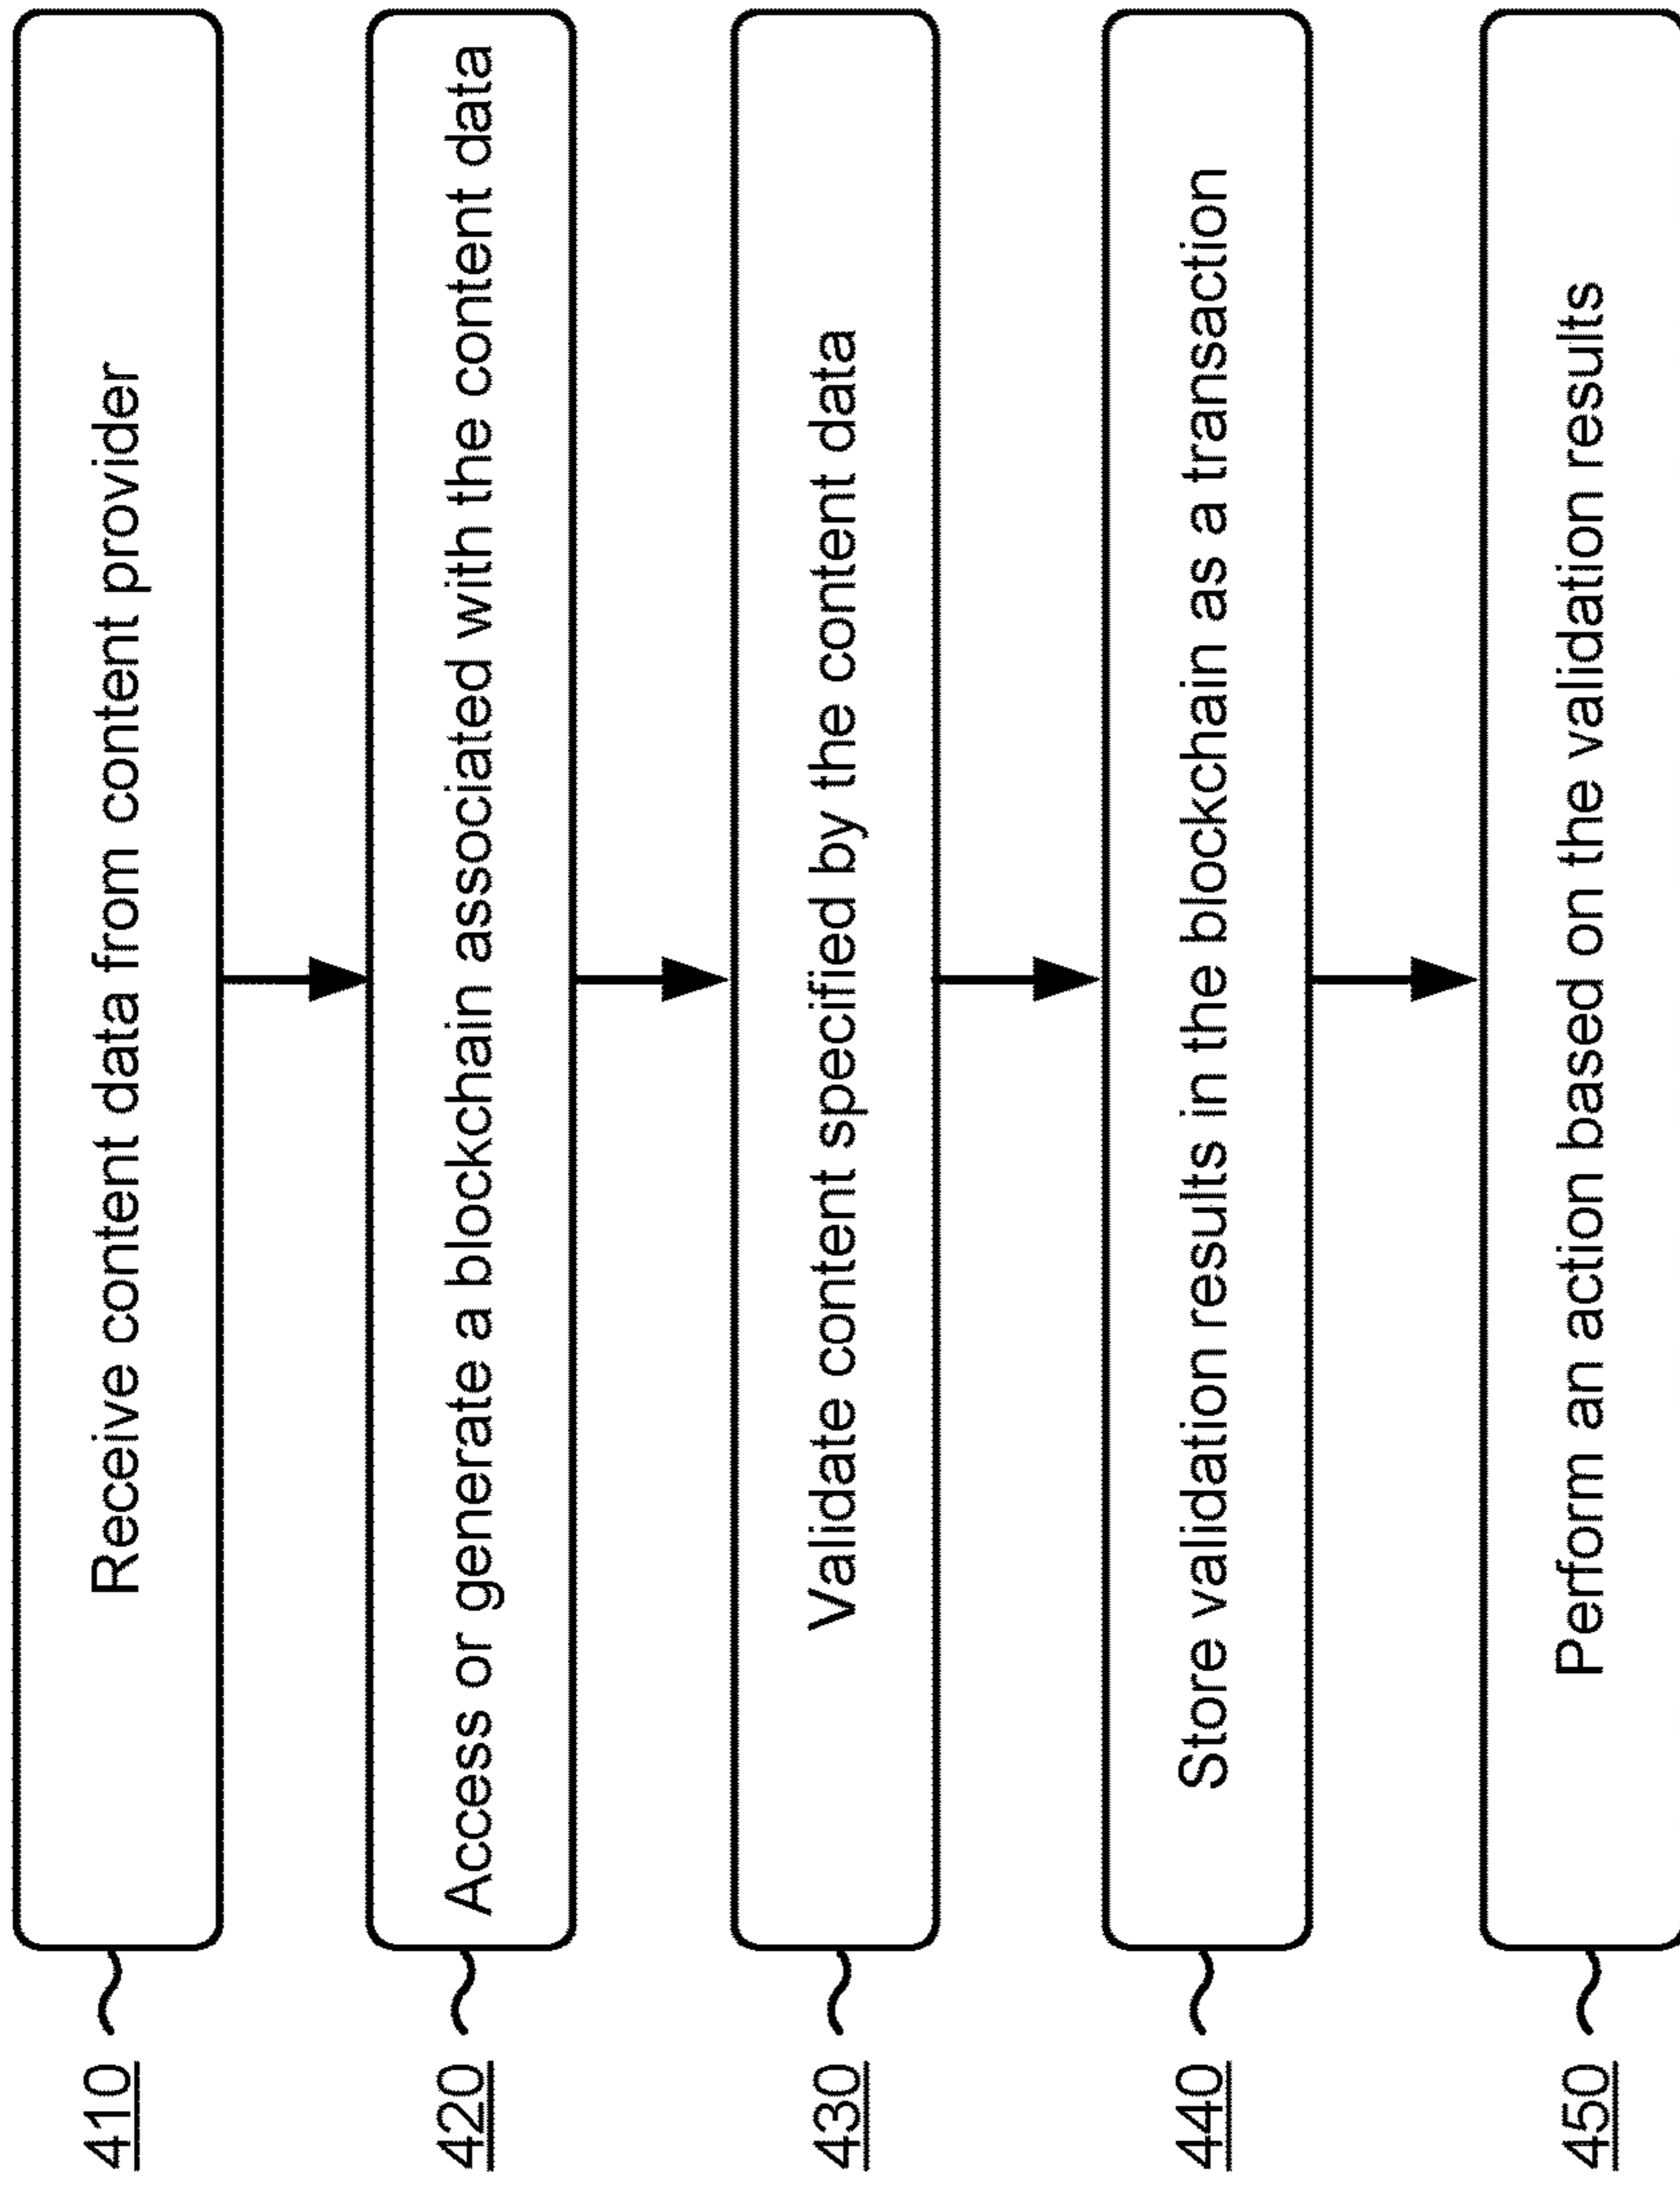 410 Receive content data from content provider
420 Access or generate a blockchain associated with the content data
430 Validate content specified by the content data
440 Store validation results in the blockchain as a transaction
450 Perform an action based on the validation results